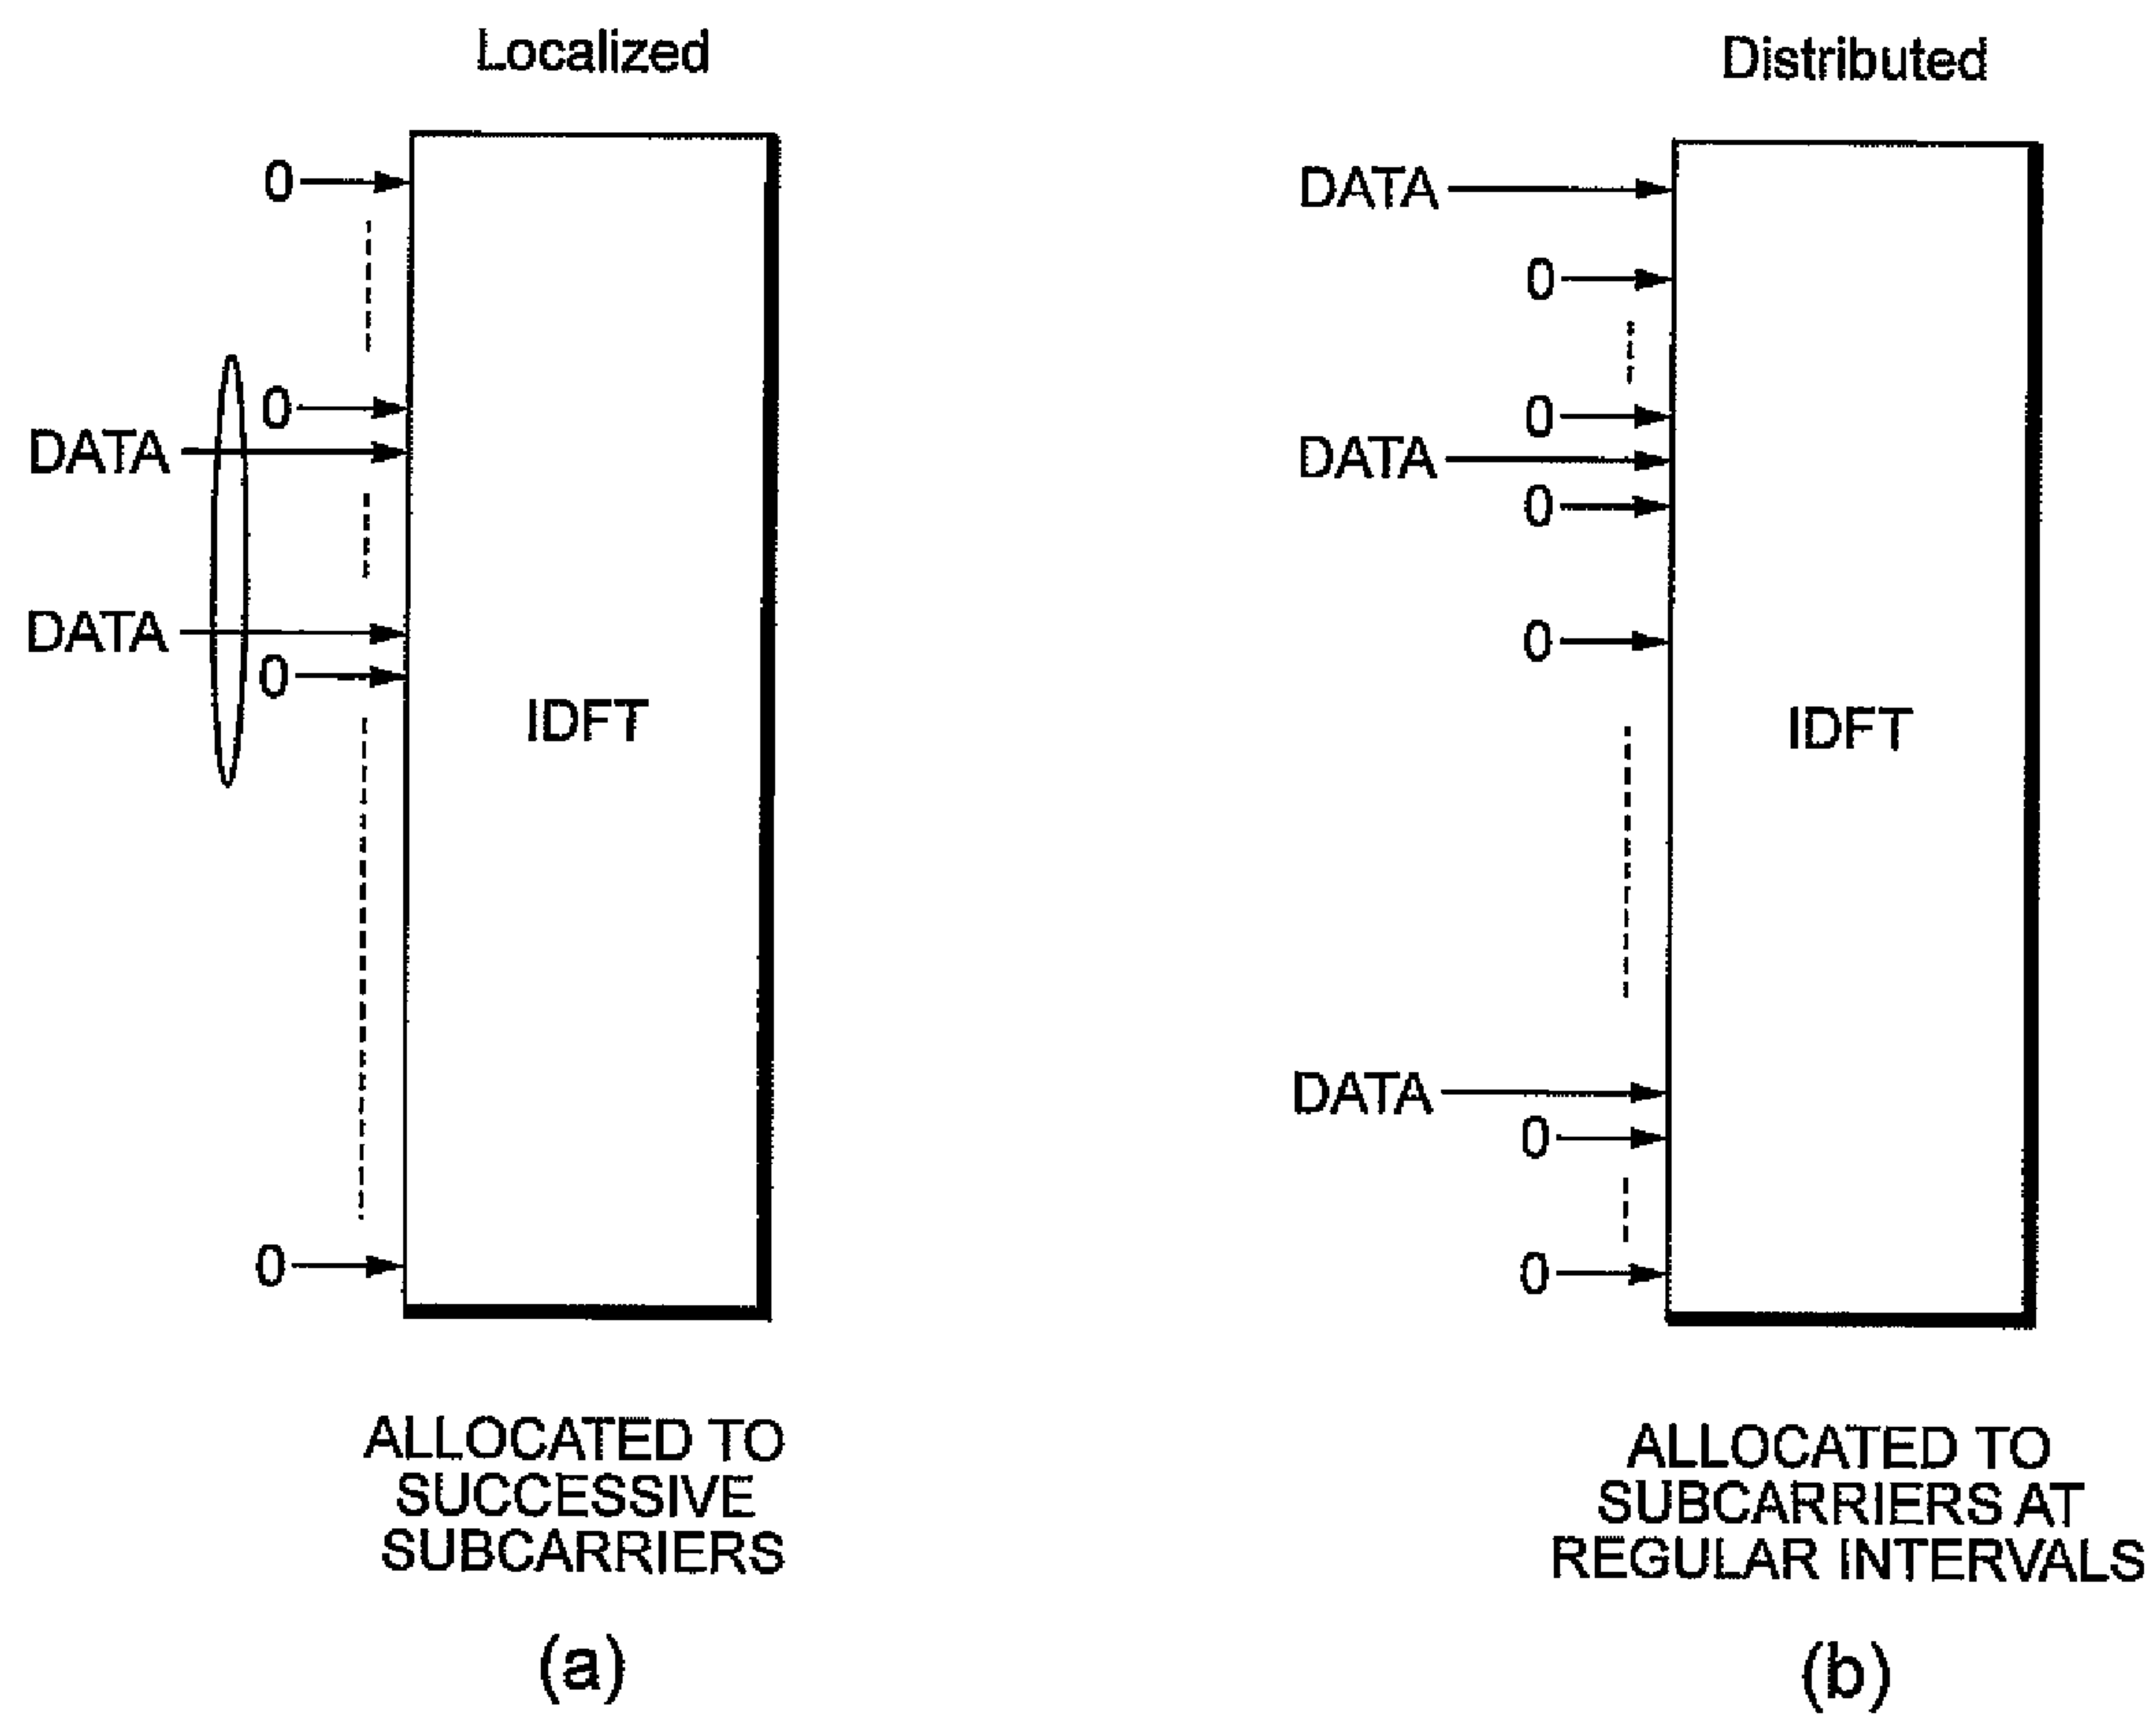 Localized
0
0
DATA
DATA
0
IDFT
0
ALLOCATED TO
SUCCESSIVE
SUBCARRIERS
(a)
Distributed
DATA
0
0
DATA
0
0
IDFT
DATA
0
0
ALLOCATED TO
SUBCARRIERS AT
REGULAR INTERVALS
(b)